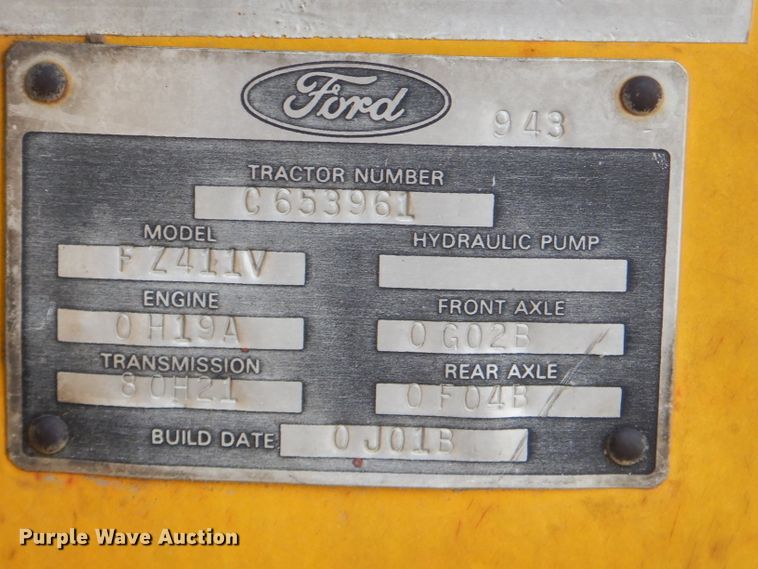 Ford
943
TRACTOR NUMBER
C653961
MODEL
HYDRAULIC PUMP
FZ411V
ENGINE
FRONT AXLE
0H19A
0G02B
TRANSMISSION
REAR AXLE
80H21
0F04B
BUILD DATE 0J01B
Purple Wave Auction